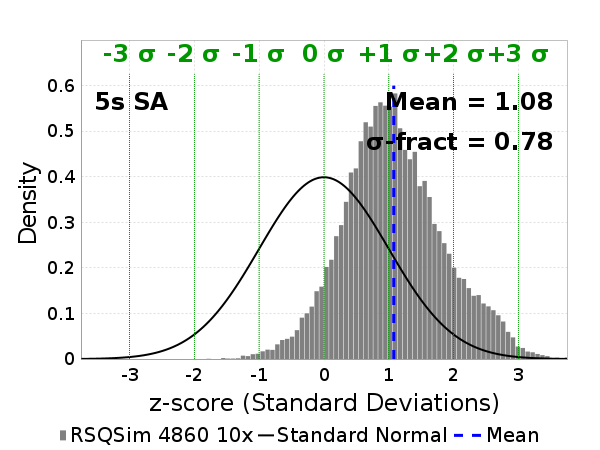 -3 σ -2 σ -1 σ 0 σ +1 σ +2 σ +3 σ
5s SA
Mean = 1.08
σ-fract = 0.78
0.6
0.5
0.4
0.3
0.2
0.1
0
Density
-3 -2 -1 0 1 2 3
z-score (Standard Deviations)
RSQSim 4860 10x Standard Normal Mean